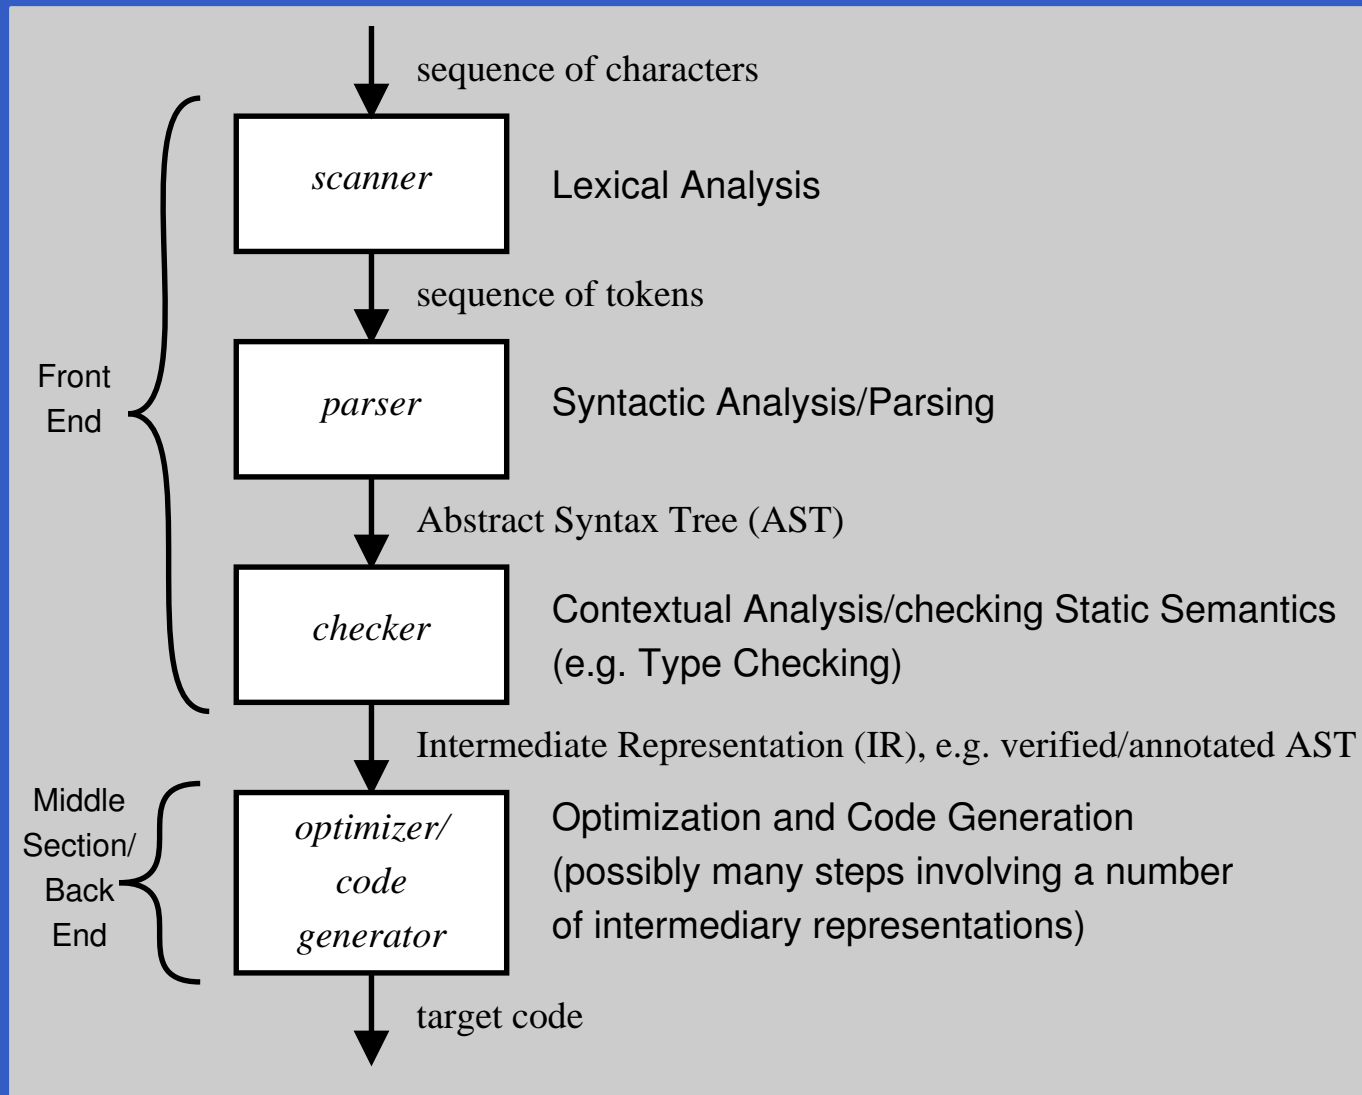 sequence of characters
scanner
Lexical Analysis
sequence of tokens
Front
End
parser
Syntactic Analysis/Parsing
Abstract Syntax Tree (AST)
checker
Contextual Analysis/checking Static Semantics
(e.g. Type Checking)
Intermediate Representation (IR), e.g. verified/annotated AST
Middle
Section/
Back
End
optimizer/
code
generator
Optimization and Code Generation
(possibly many steps involving a number
of intermediary representations)
target code